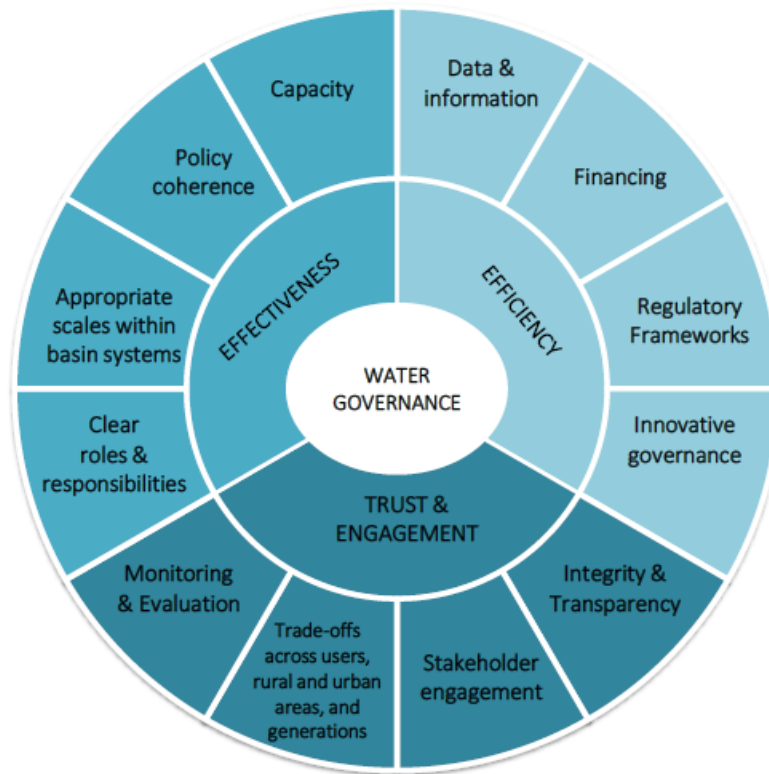 Capacity
Data &
information
Policy
coherence
Financing
Appropriate
scales within
basin systems
EFFECTIVENESS
EFFICIENCY
Regulatory
Frameworks
WATER
GOVERNANCE
Clear
roles &
responsibilities
Innovative
governance
TRUST &
ENGAGEMENT
Monitoring
& Evaluation
Integrity &
Transparency
Trade-offs
across users,
rural and urban
areas, and
generations
Stakeholder
engagement